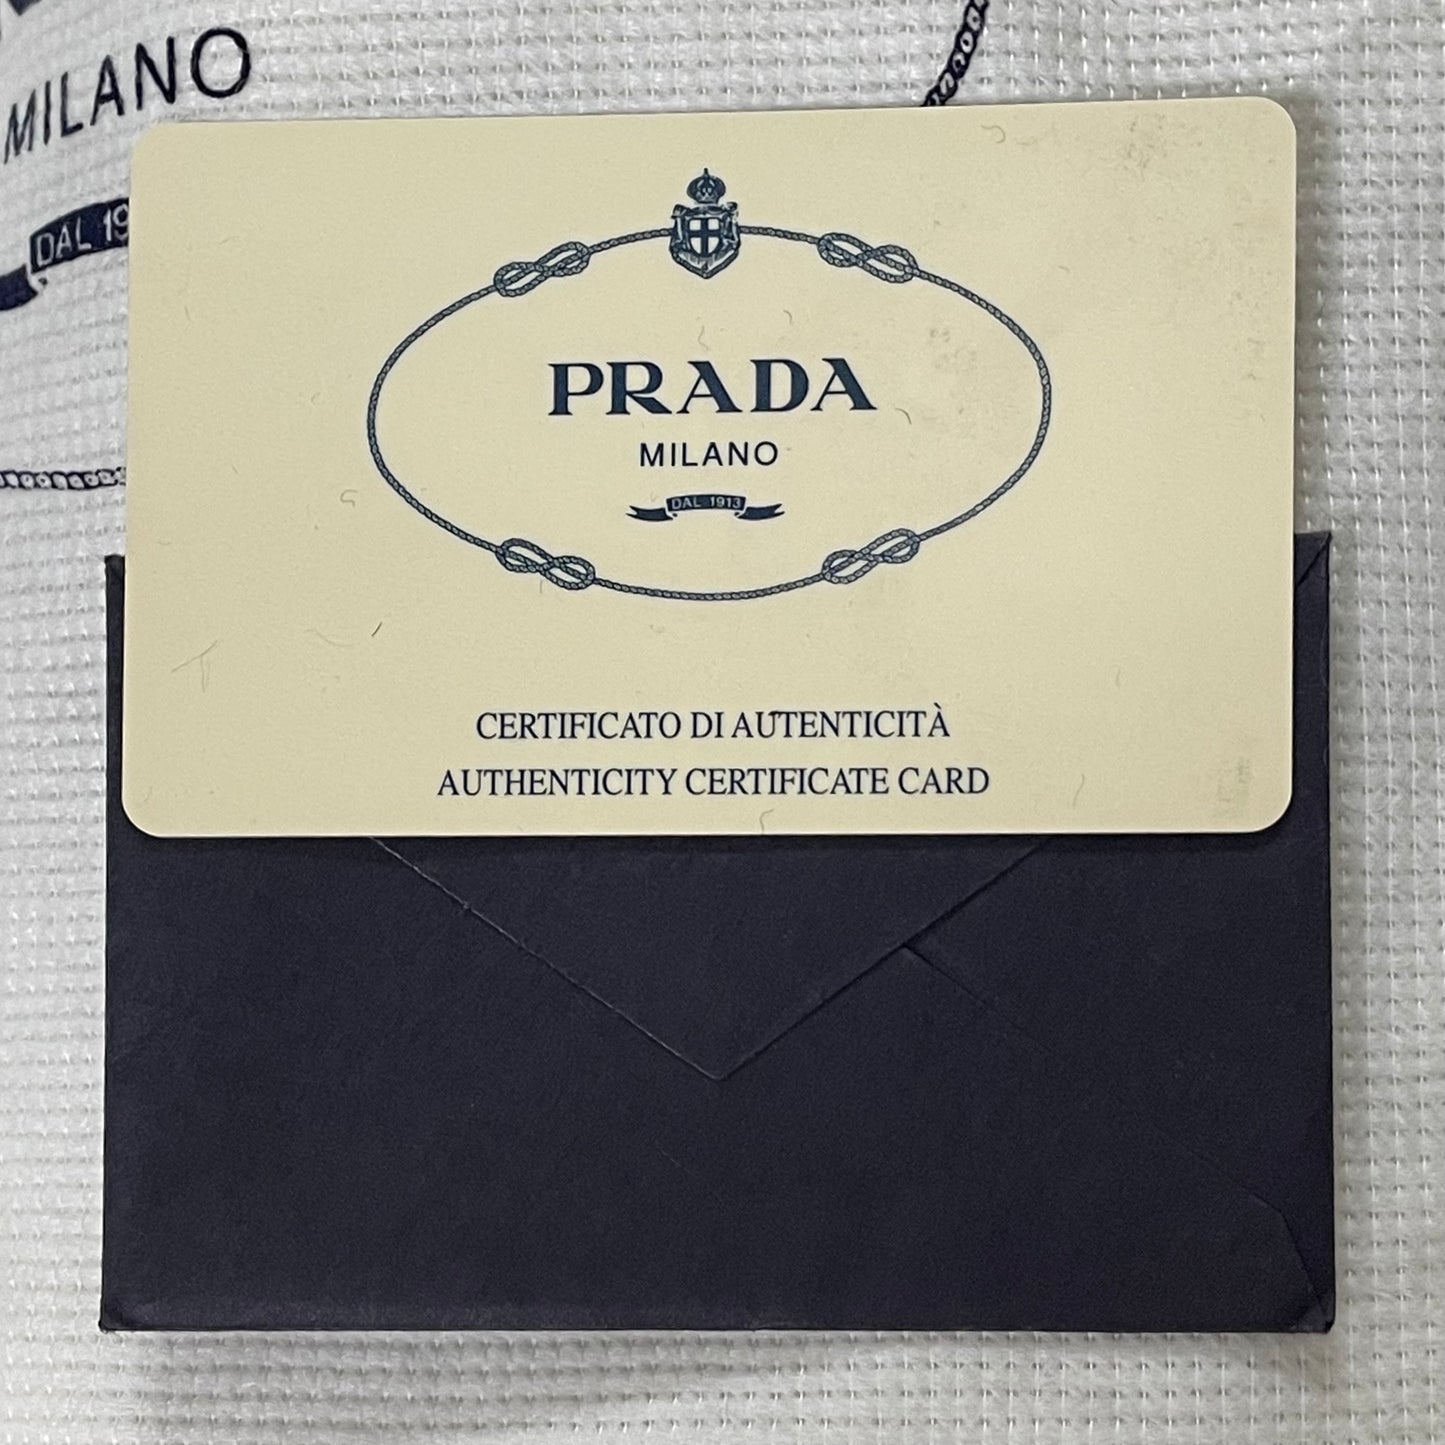 MILANO
DAL 19
PRADA
MILANO
DAL 1913
CERTIFICATO DI AUTENTICITÀ
AUTHENTICITY CERTIFICATE CARD